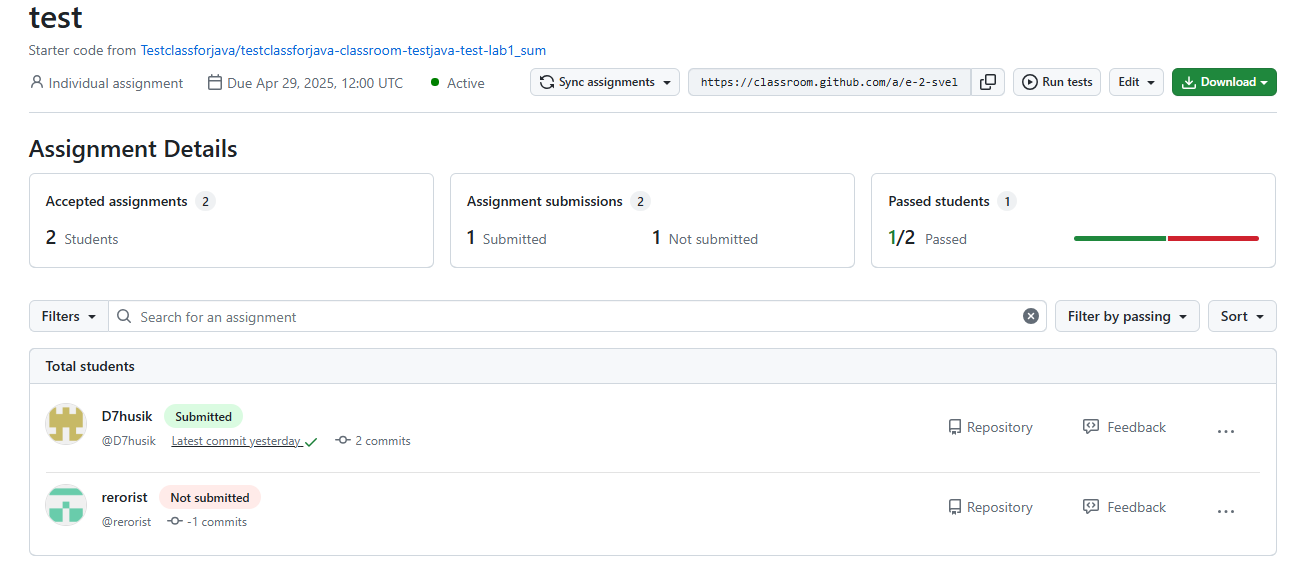 test
Starter code from Testclassforjava/testclassforjava-classroom-testjava-test-lab1_sum
Individual assignment Due Apr 29, 2025, 12:00 UTC Active Sync assignments https://classroom.github.com/a/e-2-svel Run tests Edit Download
Assignment Details
Accepted assignments 2 Assignment submissions 2 Passed students 1
2 Students 1 Submitted 1 Not submitted 1/2 Passed
Filters Search for an assignment Filter by passing Sort
Total students
D7husik Submitted
@D7husik Latest commit yesterday 2 commits Repository Feedback ...
rerorist Not submitted
@rerorist -1 commits Repository Feedback ...